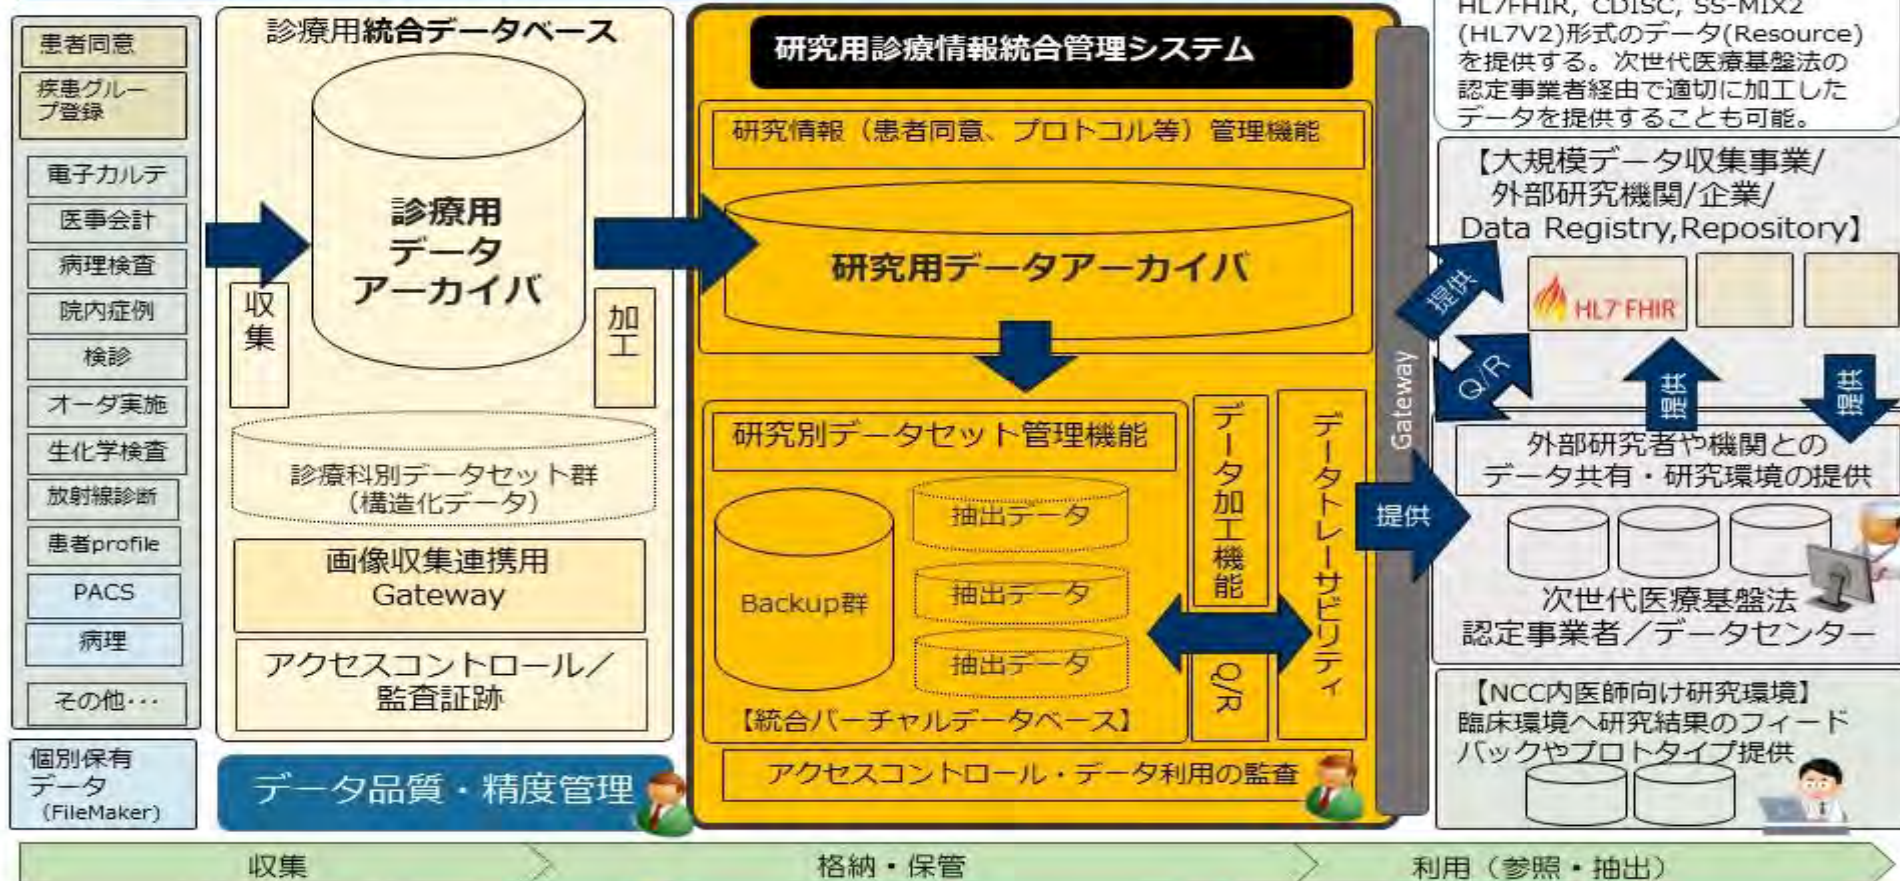 患者同意
疾患グルー
プ登録
電子カルテ
医事会計
病理検査
院内症例
検診
オーダ実施
生化学検査
放射線診断
患者profile
PACS
病理
その他･･･
個別保有
データ
(FileMaker)
診療用統合データベース
診療用
データ
アーカイバ
収集
加工
診療科別データセット群
（構造化データ）
画像収集連携用
Gateway
アクセスコントロール／
監査証跡
データ品質・精度管理
研究用診療情報統合管理システム
研究情報（患者同意、プロトコル等）管理機能
研究用データアーカイバ
研究別データセット管理機能
Backup群
抽出データ
抽出データ
抽出データ
【統合バーチャルデータベース】
データ加工機能
Q/R
データトレーサビリティ
アクセスコントロール・データ利用の監査
Gateway
提供
Q/R
提供
HL7FHIR, CDISC, SS-MIX2
(HL7V2)形式のデータ(Resource)
を提供する。次世代医療基盤法の
認定事業者経由で適切に加工した
データを提供することも可能。
【大規模データ収集事業/
外部研究機関/企業/
Data Registry,Repository】
HL7 FHIR
提供
提供
外部研究者や機関との
データ共有・研究環境の提供
次世代医療基盤法
認定事業者／データセンター
【NCC内医師向け研究環境】
臨床環境へ研究結果のフィード
バックやプロトタイプ提供
収集
格納・保管
利用（参照・抽出）